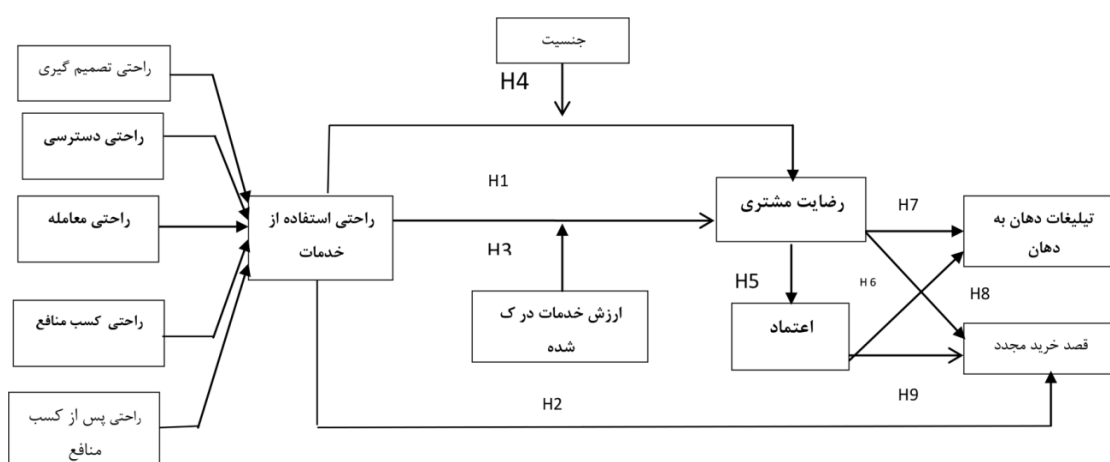 جنسیت
H4
راحتی تصمیم گیری
راحتی دسترسی
راحتی معامله
راحتی کسب منافع
راحتی پس از کسب
منافع
راحتی استفاده از
خدمات
H1
H3
ارزش خدمات در ک
شده
H2
رضایت مشتری
H5
اعتماد
H7
H6
H8
H9
تیلیغات دهان به
دهان
قصد خرید مجدد